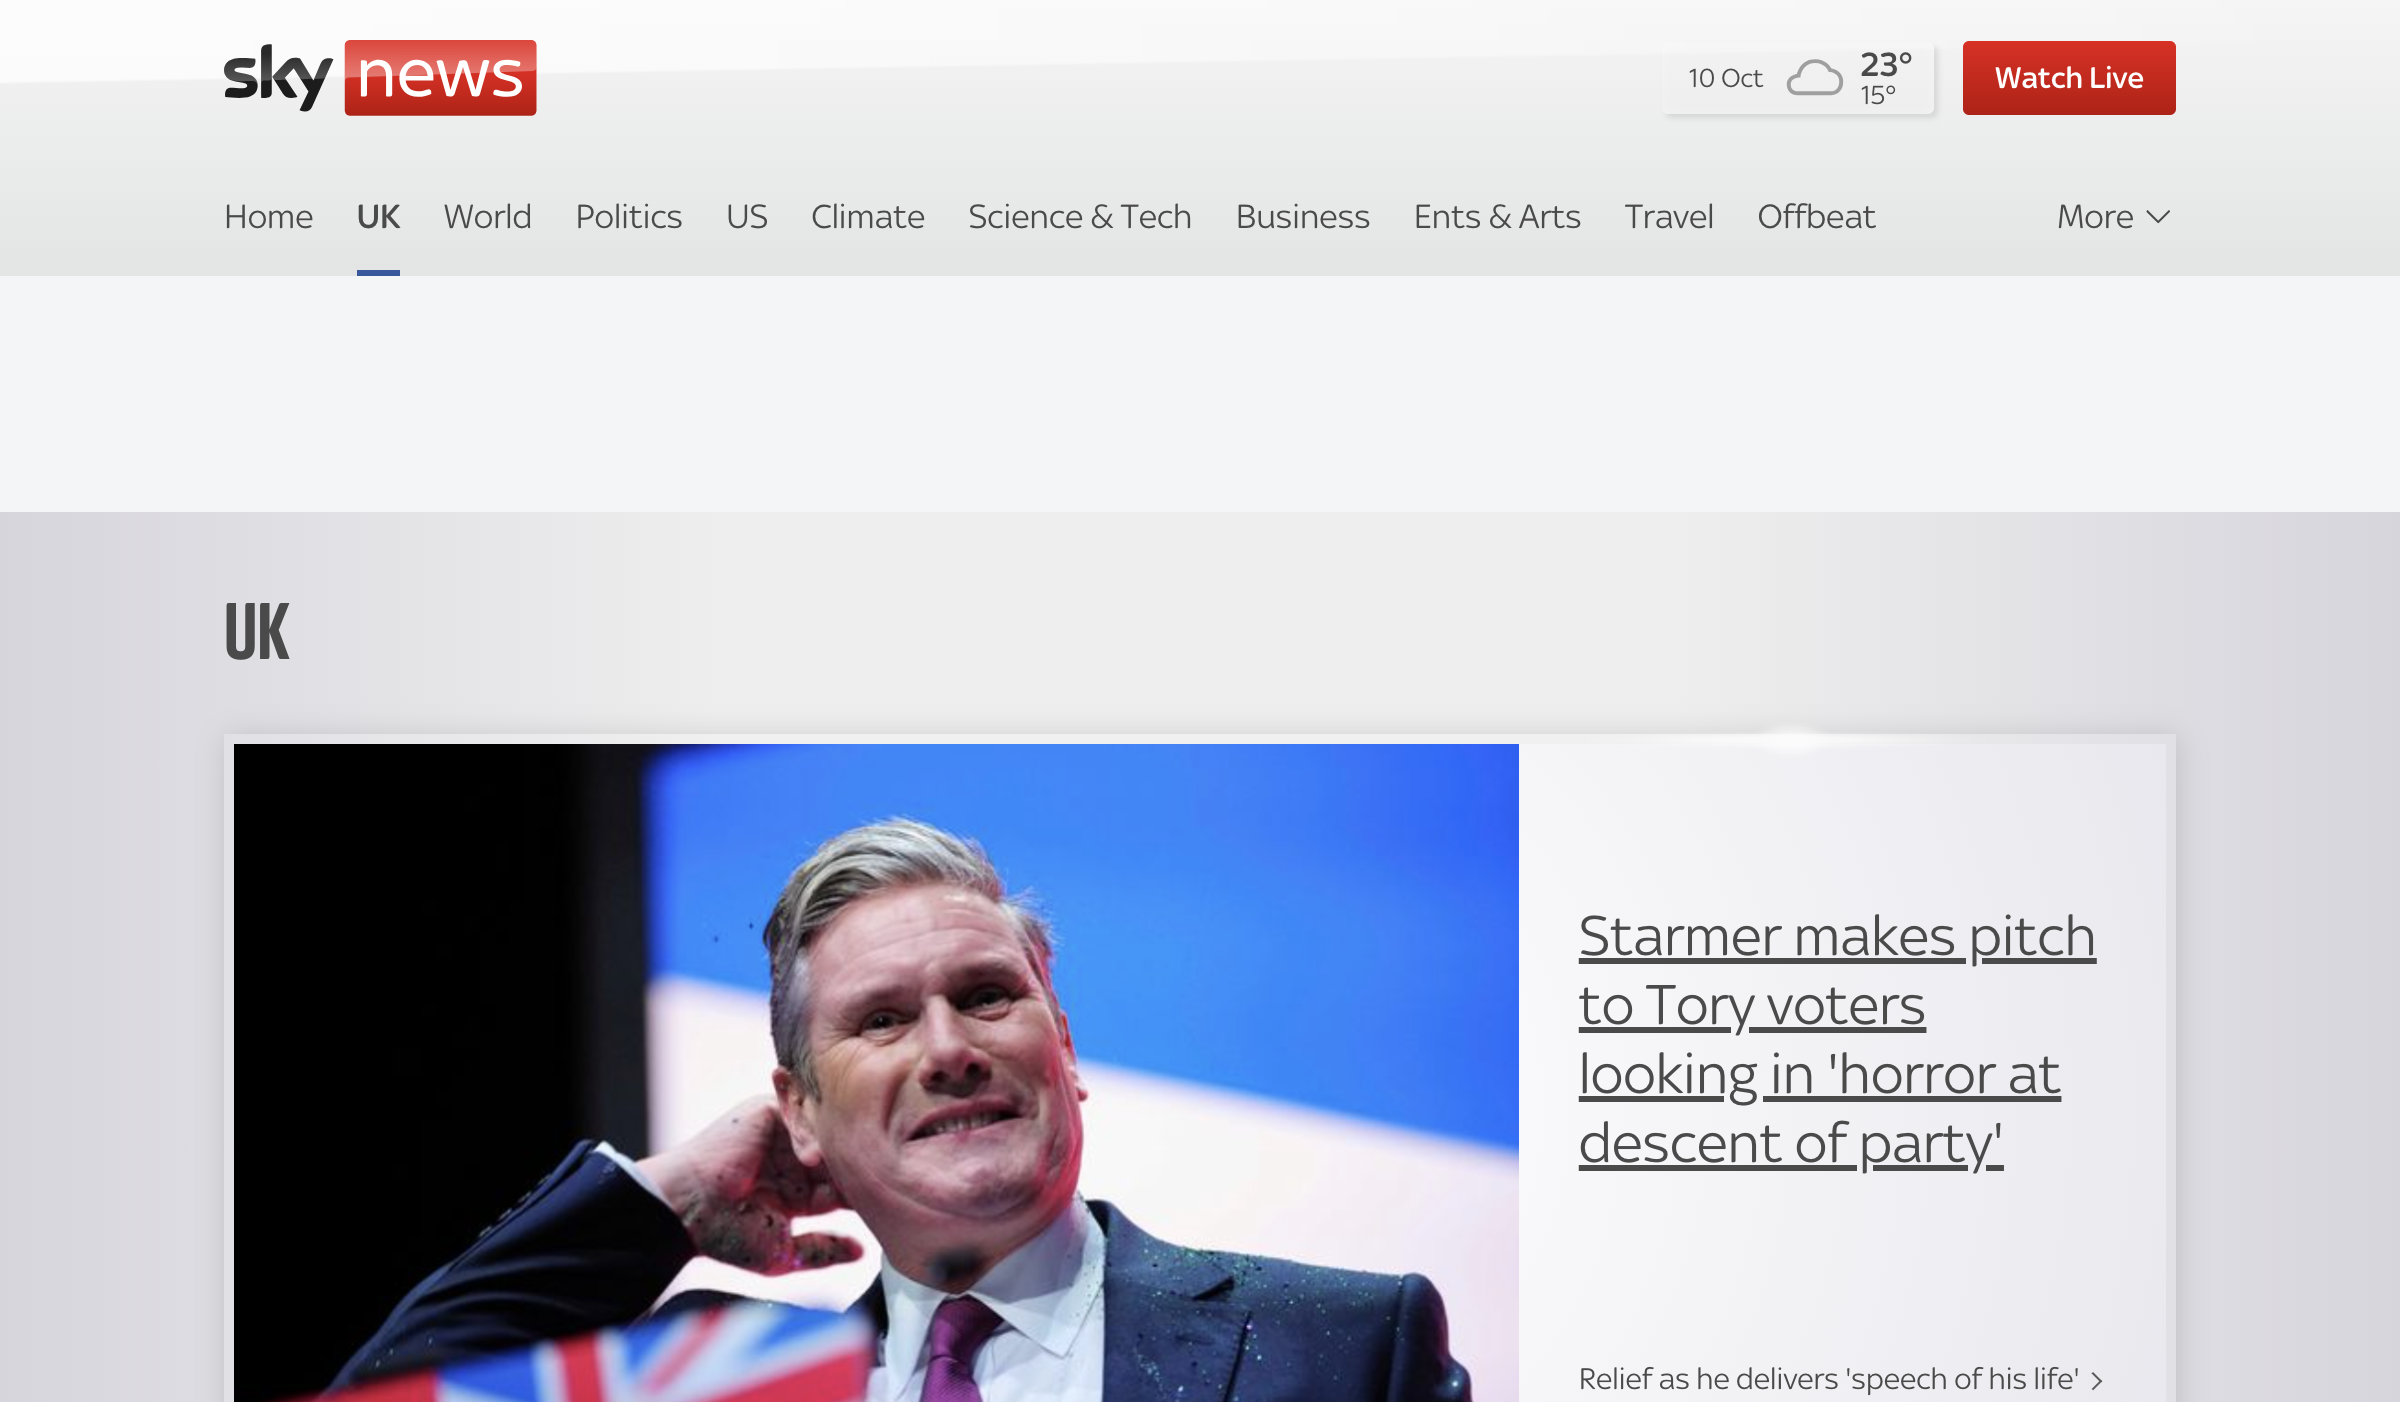 sky news
10 Oct
23°
15°
Watch Live
Home UK World Politics US Climate Science & Tech Business Ents & Arts Travel Offbeat More
UK
Starmer makes pitch
to Tory voters
looking in 'horror at
descent of party'
Relief as he delivers 'speech of his life'